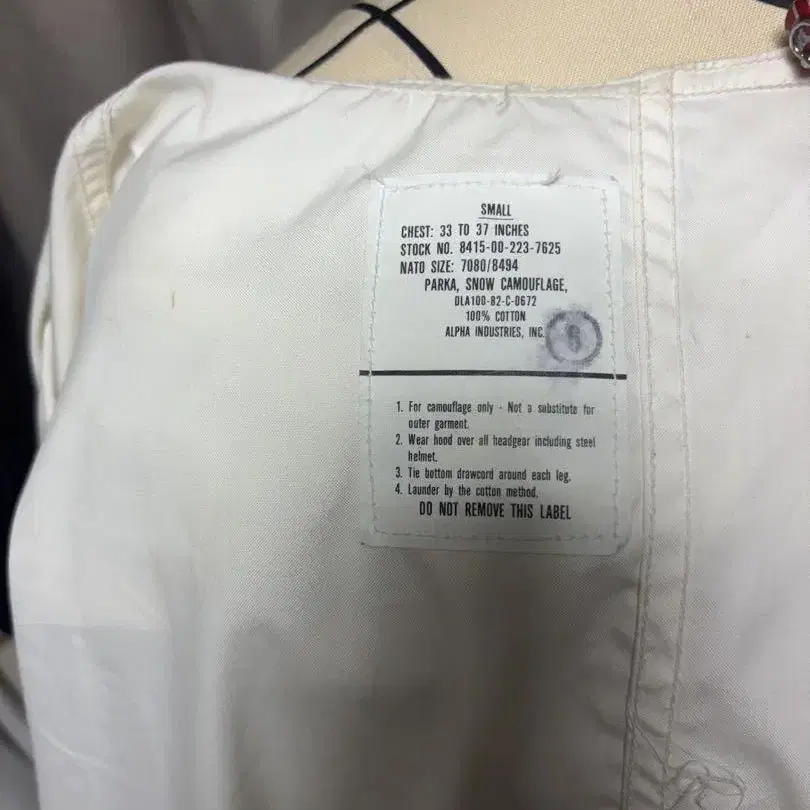 SMALL
CHEST: 33 TO 37 INCHES
STOCK NO. 8415-00-223-7625
NATO SIZE: 7080/8494
PARKA, SNOW CAMOUFLAGE,
DLA100-82-C-0672
100% COTTON
ALPHA INDUSTRIES, INC.
6
1. For camouflage only - Not a substitute for
outer garment.
2. Wear hood over all headgear including steel
helmet.
3. Tie bottom drawcord around each leg.
4. Launder by the cotton method.
DO NOT REMOVE THIS LABEL